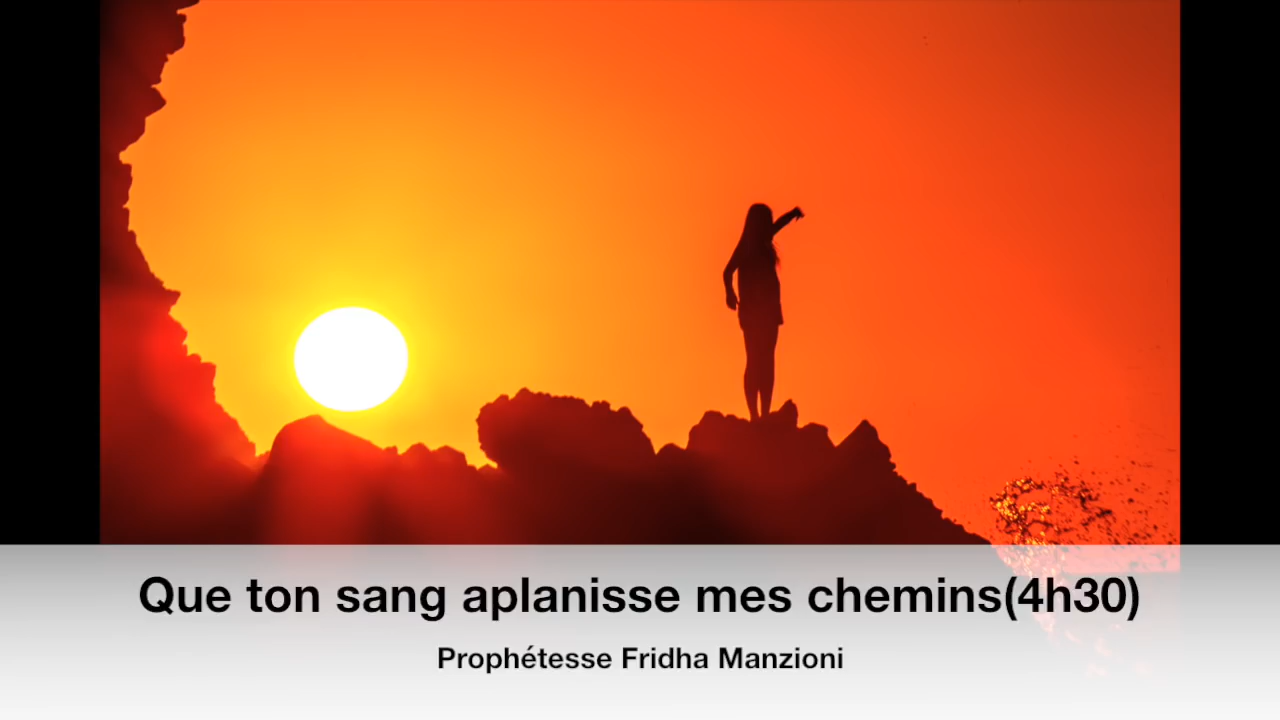 Que ton sang aplanisse mes chemins(4h30)
Prophétesse Fridha Manzioni